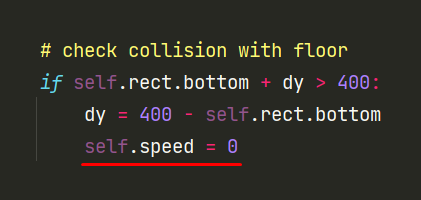 # check collision with floor
if self.rect.bottom + dy > 400:
dy = 400 - self.rect.bottom
self.speed = 0